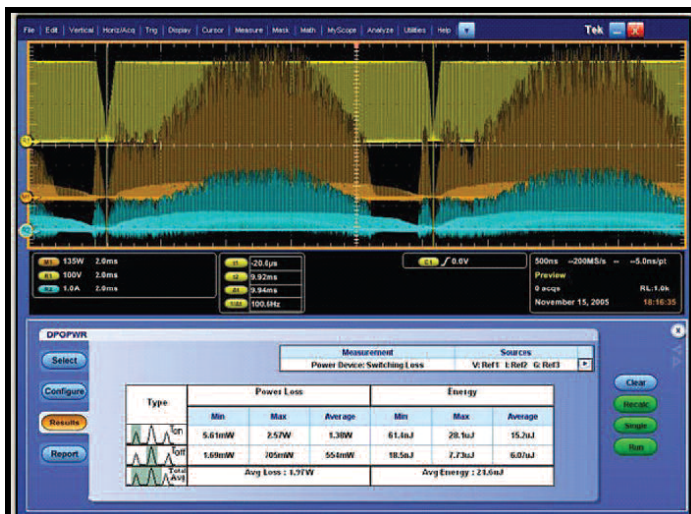 File Edit Vertical Horiz/Acq Trig Display Cursor Measure Mask Math MyScope Analyze Utilities Help Tek
M1 135W 2.0ms
R1 100V 2.0ms
R2 1.0A 2.0ms
t1 -20.0µs
t2 9.92ms
Δt 9.94ms
1/Δt 100.6Hz
C1 0.0V
500ns 200MS/s 5.0ns/pt
Preview
0 acqs RL:1.0k
November 15, 2005 18:16:35
DPOPWR
Select
Configure
Results
Report
Measurement Sources
Power Device: Switching Loss V: Ref1 I: Ref2 G: Ref3
Type Power Loss Energy
Min Max Average Min Max Average
Ton 5.61mW 2.57W 1.38W 28.1uJ 15.2uJ
Toff 1.69mW 705mW 554mW 18.5nJ 7.73uJ 6.07uJ
Total Avg Avg Loss : 1.97W Avg Energy : 21.6uJ
Clear
Recalc
Single
Run